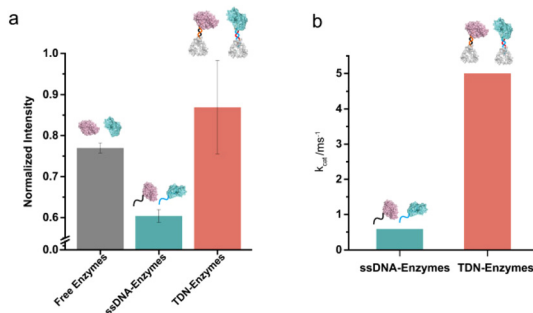 a
Normalized Intensity
1.0
0.9
0.8
0.7
0.6
0.0
Free Enzymes
ssDNA-Enzymes
TDN-Enzymes
b
kcat /ms⁻¹
5
4
3
2
1
0
ssDNA-Enzymes
TDN-Enzymes